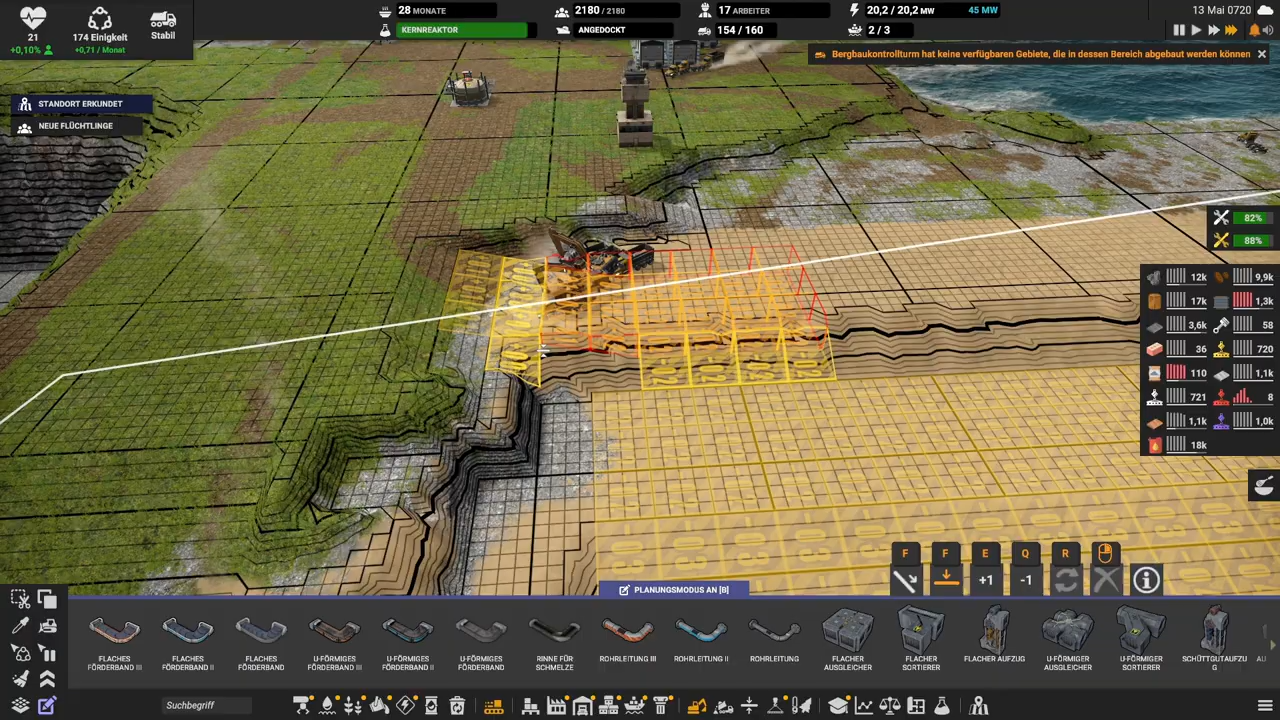 21
+0,10%
174 Einigkeit
+0,71 / Monat
Stabil
28 MONATE
KERNREAKTOR
2180 / 2180
ANGEDOCKT
17 ARBEITER
154 / 160
20,2 / 20,2 MW
45 MW
2 / 3
13 Mai 0720
Bergbaukontrollturm hat keine verfügbaren Gebiete, die in dessen Bereich abgebaut werden können
STANDORT ERKUNDET
NEUE FLÜCHTLINGE
82%
88%
12k
9,9k
17k
1,3k
3,6k
58
36
720
110
1,1k
721
8
1,1k
1,0k
18k
F
F
E
Q
R
+1
-1
PLANUNGSMODUS AN [B]
FLACHES FÖRDERBAND III
FLACHES FÖRDERBAND II
FLACHES FÖRDERBAND
U-FÖRMIGES FÖRDERBAND III
U-FÖRMIGES FÖRDERBAND II
U-FÖRMIGES FÖRDERBAND
RINNE FÜR SCHMELZE
ROHRLEITUNG III
ROHRLEITUNG II
ROHRLEITUNG
FLACHER AUSGLEICHER
FLACHER SORTIERER
FLACHER AUFZUG
U-FÖRMIGER AUSGLEICHER
U-FÖRMIGER SORTIERER
SCHÜTTGUTAUFZUG
AU
Suchbegriff